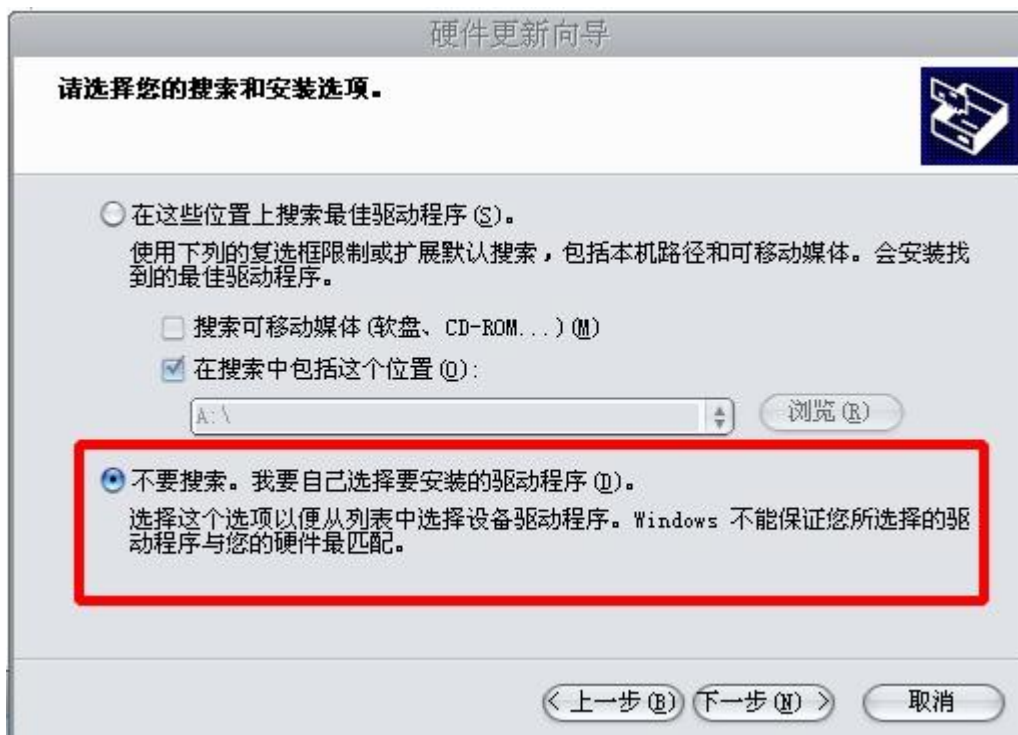 硬件更新向导
请选择您的搜索和安装选项。
在这些位置上搜索最佳驱动程序(S)。
使用下列的复选框限制或扩展默认搜索，包括本机路径和可移动媒体。会安装找
到的最佳驱动程序。
搜索可移动媒体(软盘、CD-ROM...)(M)
在搜索中包括这个位置(O):
A:\
浏览(R)
不要搜索。我要自己选择要安装的驱动程序(D)。
选择这个选项以便从列表中选择设备驱动程序。Windows 不能保证您所选择的驱
动程序与您的硬件最匹配。
< 上一步(B) 下一步(N) > 取消